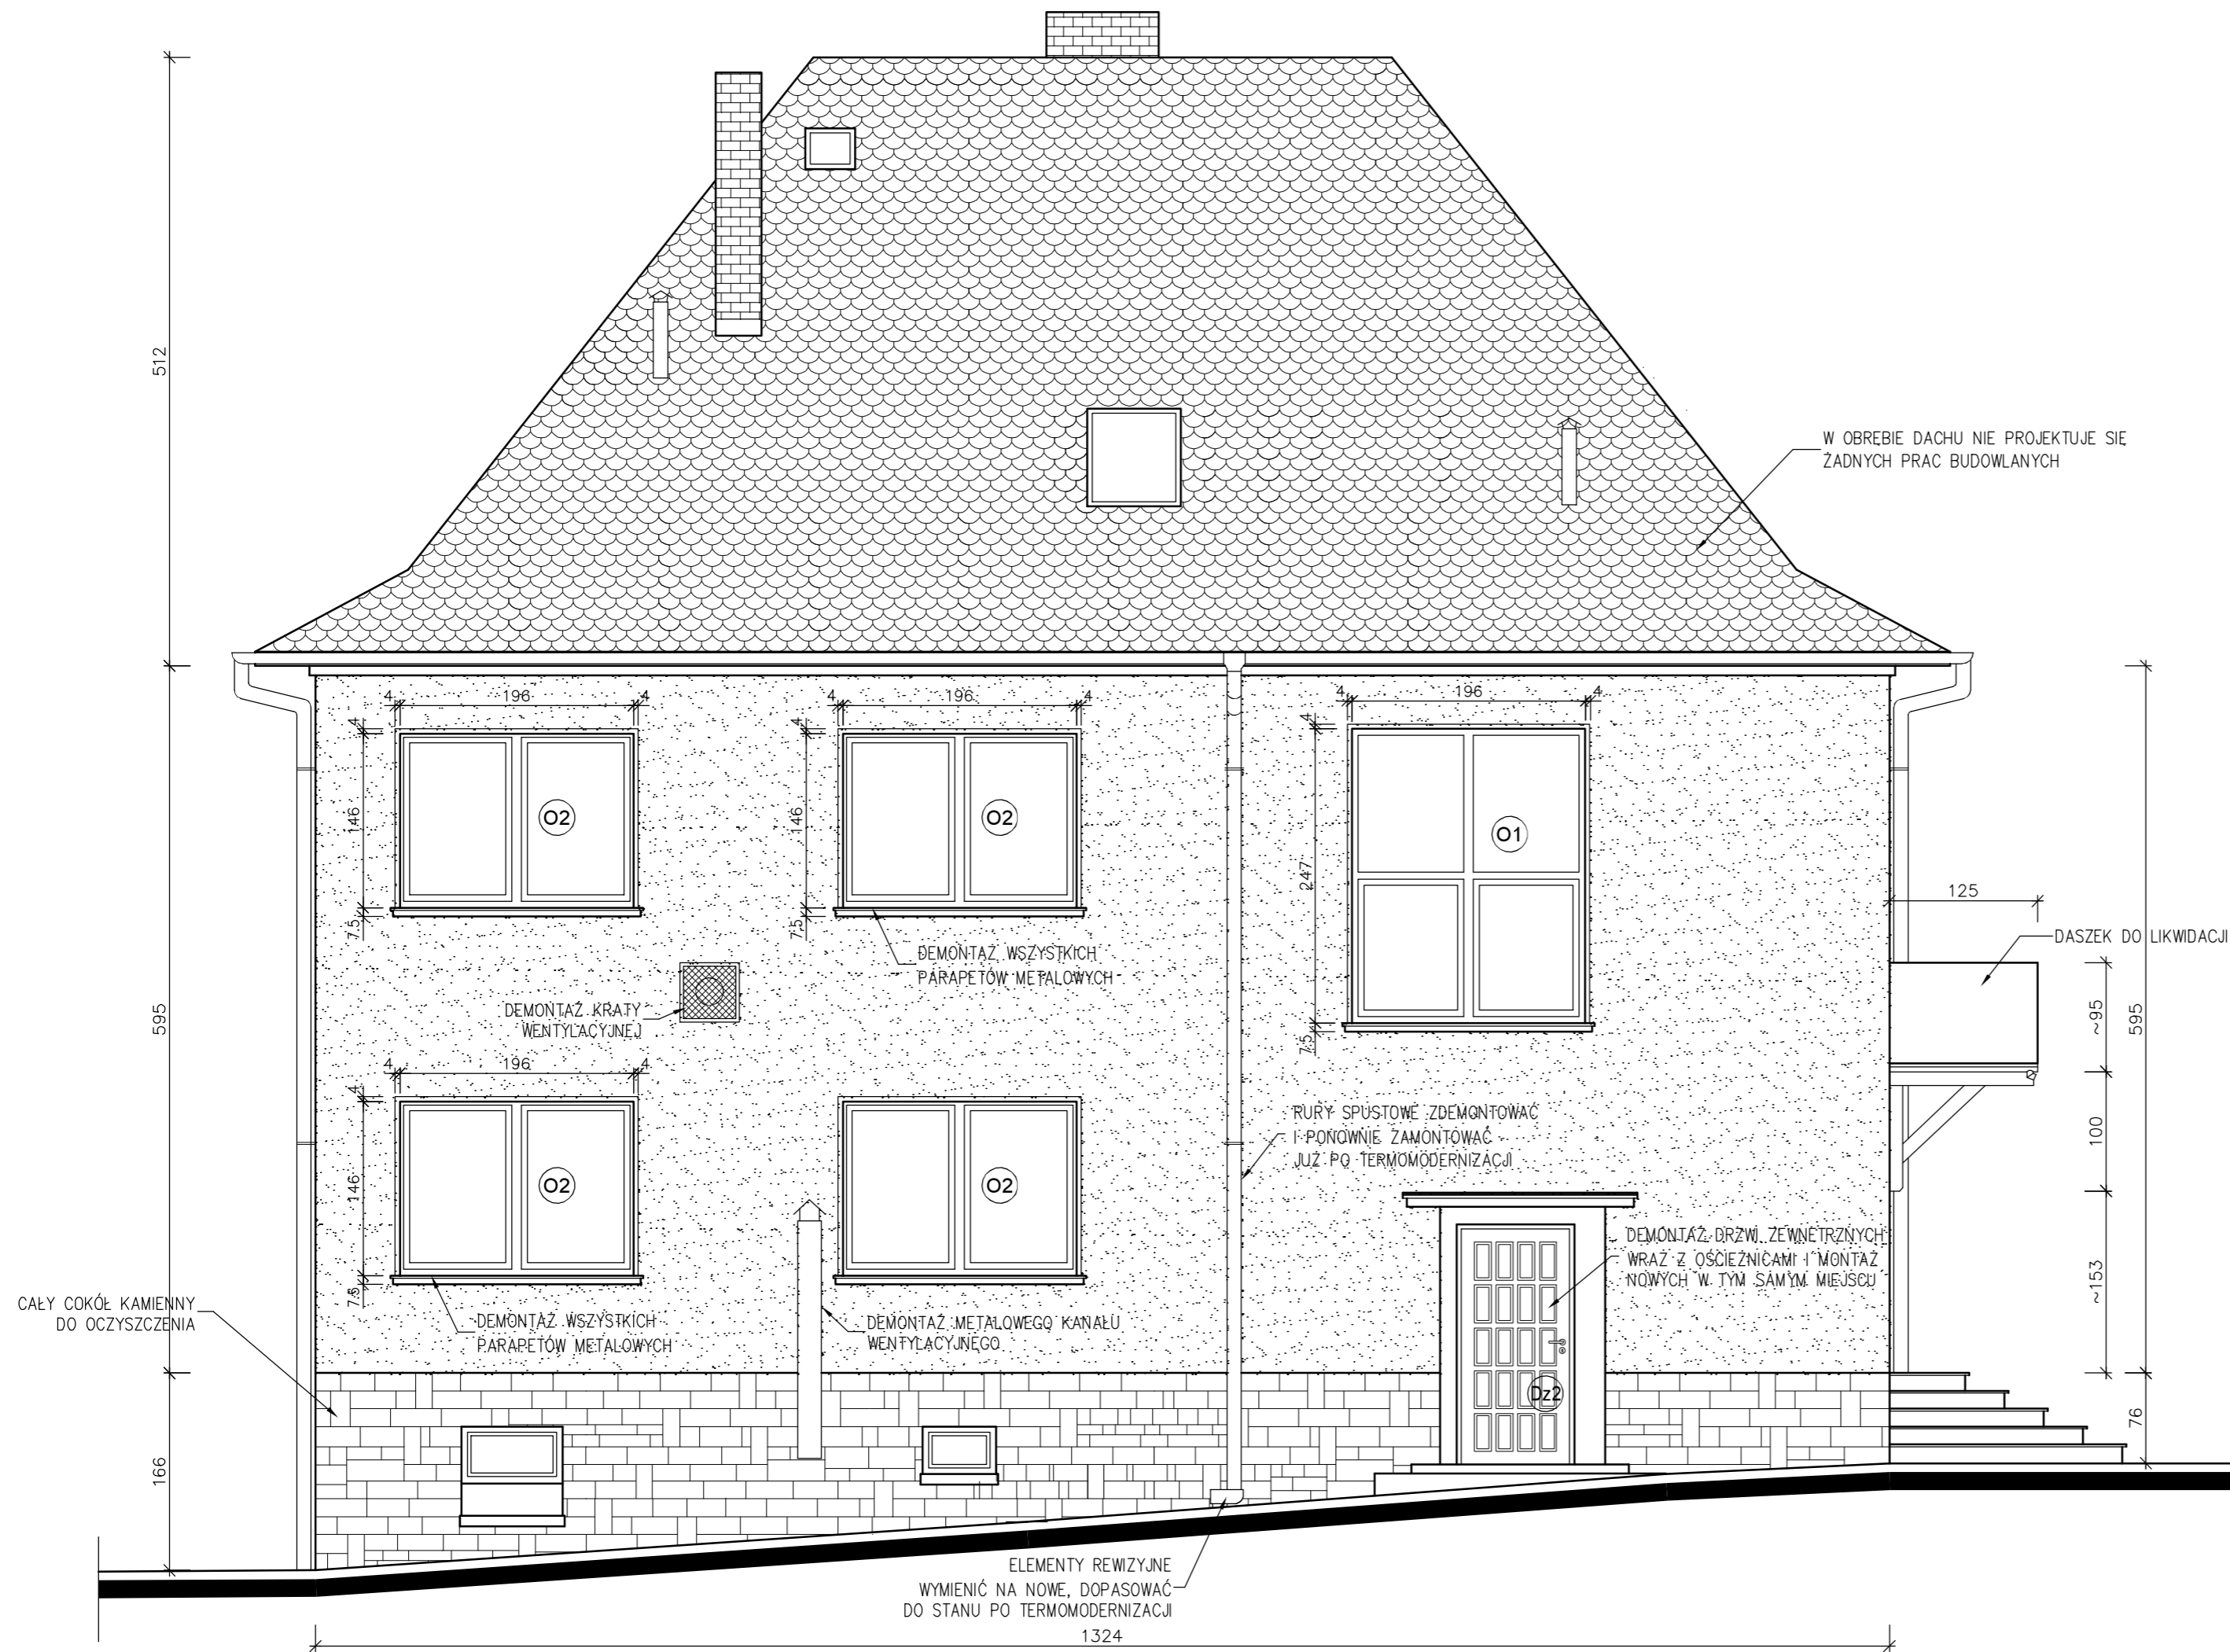 512
W OBRĘBIE DACHU NIE PROJEKTUJE SIĘ
ŻADNYCH PRAC BUDOWLANYCH
4
196
4
4
196
4
4
196
4
4
146
7.5
O2
4
146
7.5
O2
4
247
7.5
O1
125
DASZEK DO LIKWIDACJI
DEMONTAŻ WSZYSTKICH
PARAPETÓW METALOWYCH
DEMONTAŻ KRATY
WENTYLACYJNEJ
595
~95
595
4
196
4
4
146
7.5
O2
O2
RURY SPUSTOWE ZDEMONTOWAĆ
I PONOWNIE ZAMONTOWAĆ
JUŻ PO TERMOMODERNIZACJI
100
DEMONTAŻ DRZWI ZEWNĘTRZNYCH
WRAZ Z OŚCIEŻNICAMI I MONTAŻ
NOWYCH W TYM SAMYM MIEJSCU
~153
CAŁY COKÓŁ KAMIENNY
DO OCZYSZCZENIA
DEMONTAŻ WSZYSTKICH
PARAPETÓW METALOWYCH
DEMONTAŻ METALOWEGO KANAŁU
WENTYLACYJNEGO
Dz2
76
166
ELEMENTY REWIZYJNE
WYMIENIĆ NA NOWE, DOPASOWAĆ
DO STANU PO TERMOMODERNIZACJI
1324